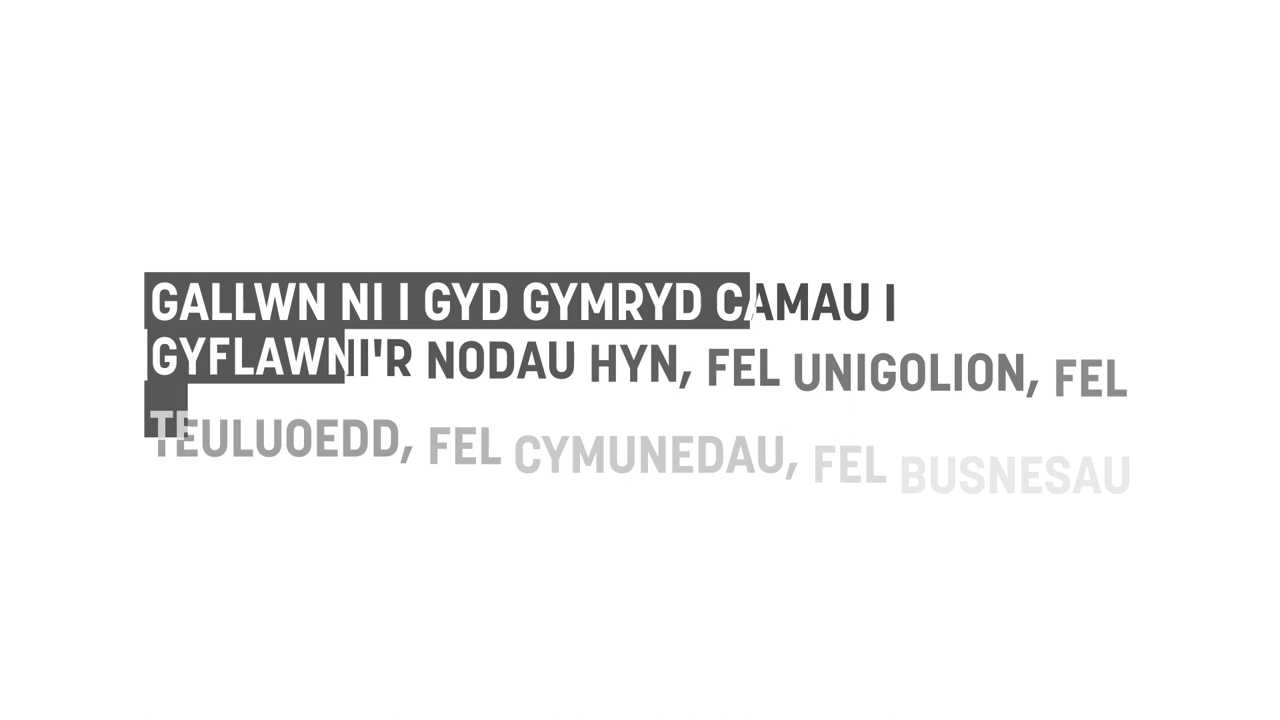 GALLWN NI I GYD GYMRYD CAMAU I
GYFLAWNI'R NODAU HYN, FEL UNIGOLION, FEL
TEULUOEDD, FEL CYMUNEDAU, FEL BUSNESAU